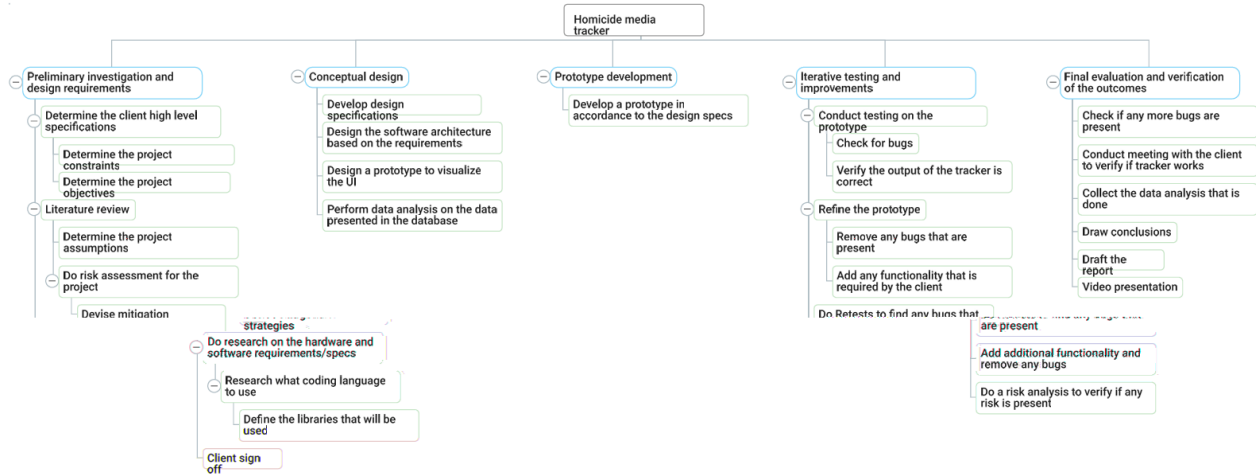 Homicide media
tracker
Preliminary investigation and
design requirements
Determine the client high level
specifications
Determine the project
constraints
Determine the project
objectives
Literature review
Determine the project
assumptions
Do risk assessment for the
project
Devise mitigation
strategies
Do research on the hardware and
software requirements/specs
Research what coding language
to use
Define the libraries that will be
used
Client sign
off
Conceptual design
Develop design
specifications
Design the software architecture
based on the requirements
Design a prototype to visualize
the UI
Perform data analysis on the data
presented in the database
Prototype development
Develop a prototype in
accordance to the design specs
Iterative testing and
improvements
Conduct testing on the
prototype
Check for bugs
Verify the output of the tracker is
correct
Refine the prototype
Remove any bugs that are
present
Add any functionality that is
required by the client
Do Retests to find any bugs that
are present
Add additional functionality and
remove any bugs
Do a risk analysis to verify if any
risk is present
Final evaluation and verification
of the outcomes
Check if any more bugs are
present
Conduct meeting with the client
to verify if tracker works
Collect the data analysis that is
done
Draw conclusions
Draft the
report
Video presentation